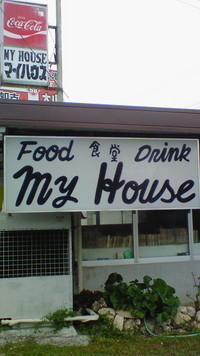 Coca-Cola
MY HOUSE
マイハウス
Food 食堂 Drink
My House